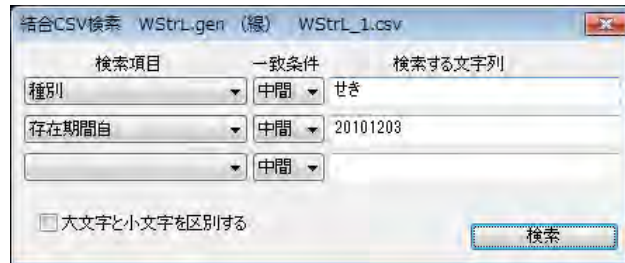 結合CSV検索 WStrL.gen (線) WStrL_1.csv
検索項目 一致条件 検索する文字列
種別 中間 せき
存在期間自 中間 20101203
中間
大文字と小文字を区別する
検索